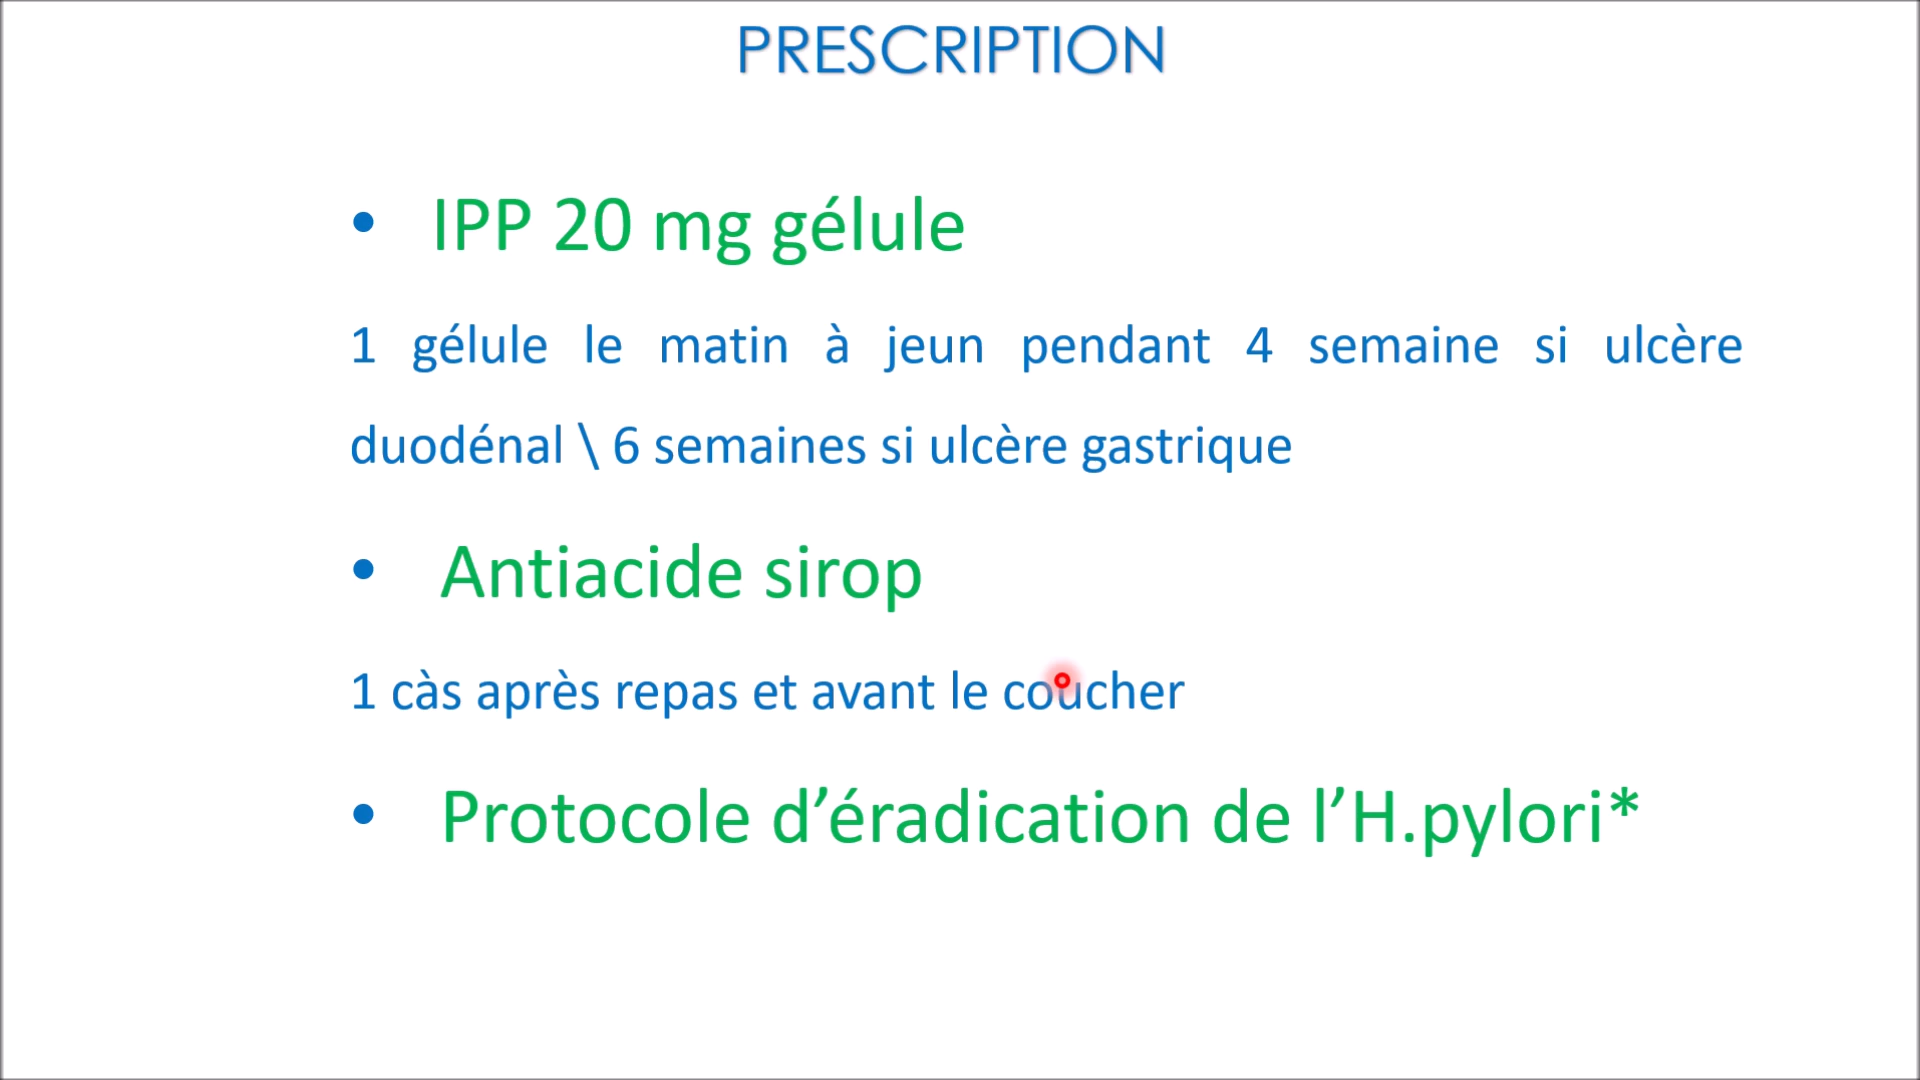 PRESCRIPTION
• IPP 20 mg gélule
1 gélule le matin à jeun pendant 4 semaine si ulcère
duodénal \ 6 semaines si ulcère gastrique
• Antiacide sirop
1 càs après repas et avant le coucher
• Protocole d’éradication de l’H.pylori*